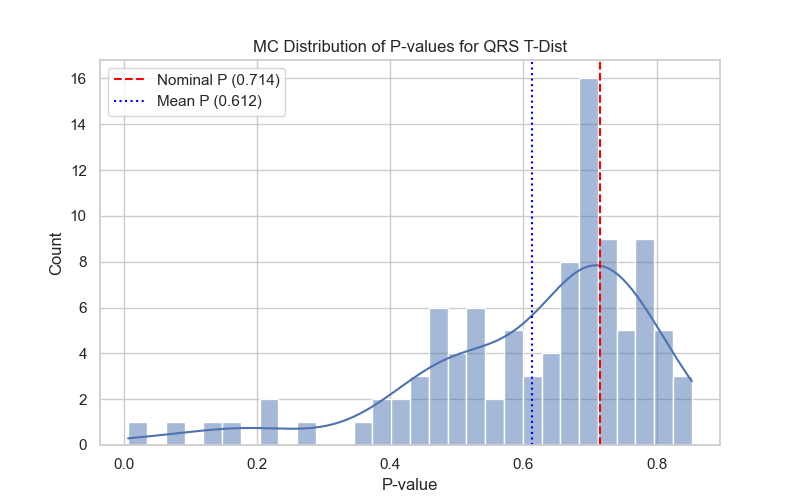 MC Distribution of P-values for QRS T-Dist
Nominal P (0.714)
Mean P (0.612)
16
14
12
10
8
6
4
2
0
Count
0.0 0.2 0.4 0.6 0.8
P-value